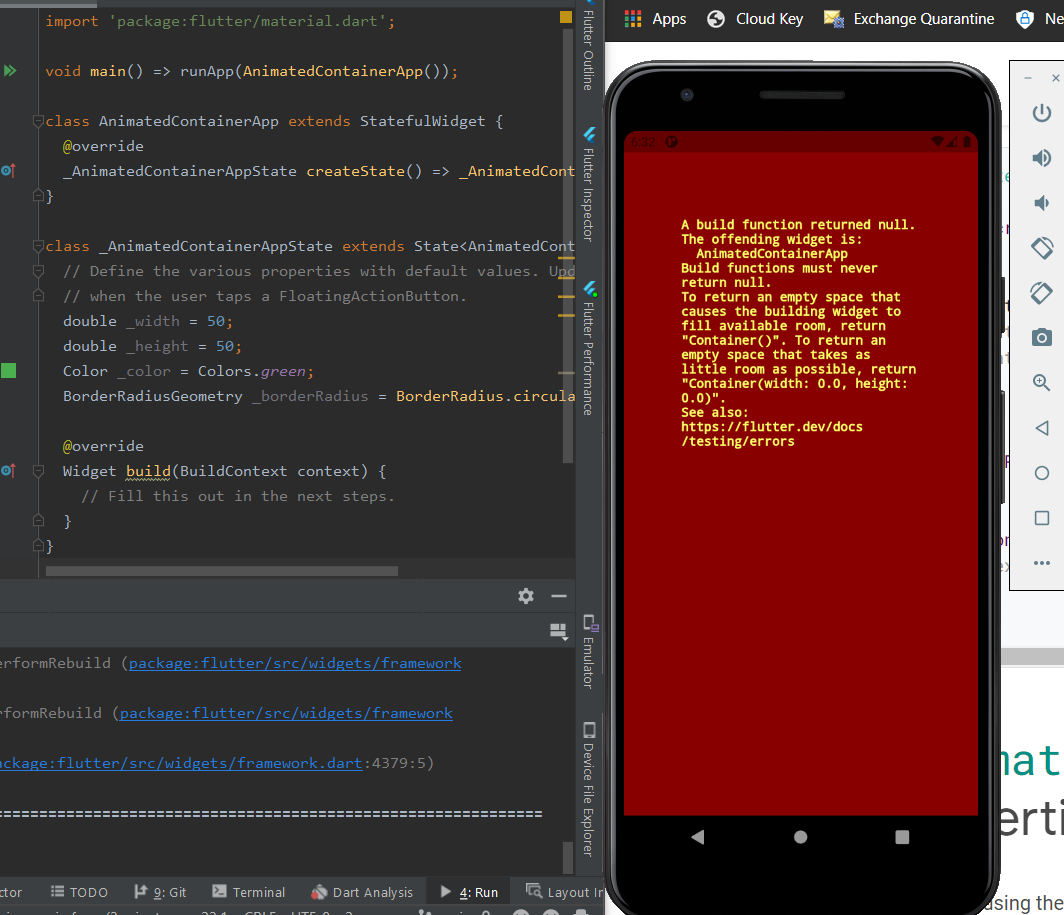 import 'package:flutter/material.dart';
void main() => runApp(AnimatedContainerApp());
class AnimatedContainerApp extends StatefulWidget {
@override
_AnimatedContainerAppState createState() => _AnimatedCont
}
class _AnimatedContainerAppState extends State<AnimatedCont
// Define the various properties with default values. Upd
// when the user taps a FloatingActionButton.
double _width = 50;
double _height = 50;
Color _color = Colors.green;
BorderRadiusGeometry _borderRadius = BorderRadius.circula
@override
Widget build(BuildContext context) {
// Fill this out in the next steps.
}
}
erformRebuild (package:flutter/src/widgets/framework
rformRebuild (package:flutter/src/widgets/framework
ackage:flutter/src/widgets/framework.dart:4379:5)
==============================================================
ctor
TODO
9: Git
Terminal
Dart Analysis
4: Run
Layout In
Flutter Outline
Flutter Inspector
Flutter Performance
Emulator
Device File Explorer
Apps
Cloud Key
Exchange Quarantine
Ne
6:32
A build function returned null.
The offending widget is:
AnimatedContainerApp
Build functions must never
return null.
To return an empty space that
causes the building widget to
fill available room, return
"Container()". To return an
empty space that takes as
little room as possible, return
"Container(width: 0.0, height:
0.0)".
See also:
https://flutter.dev/docs
/testing/errors
mat
erti
using the